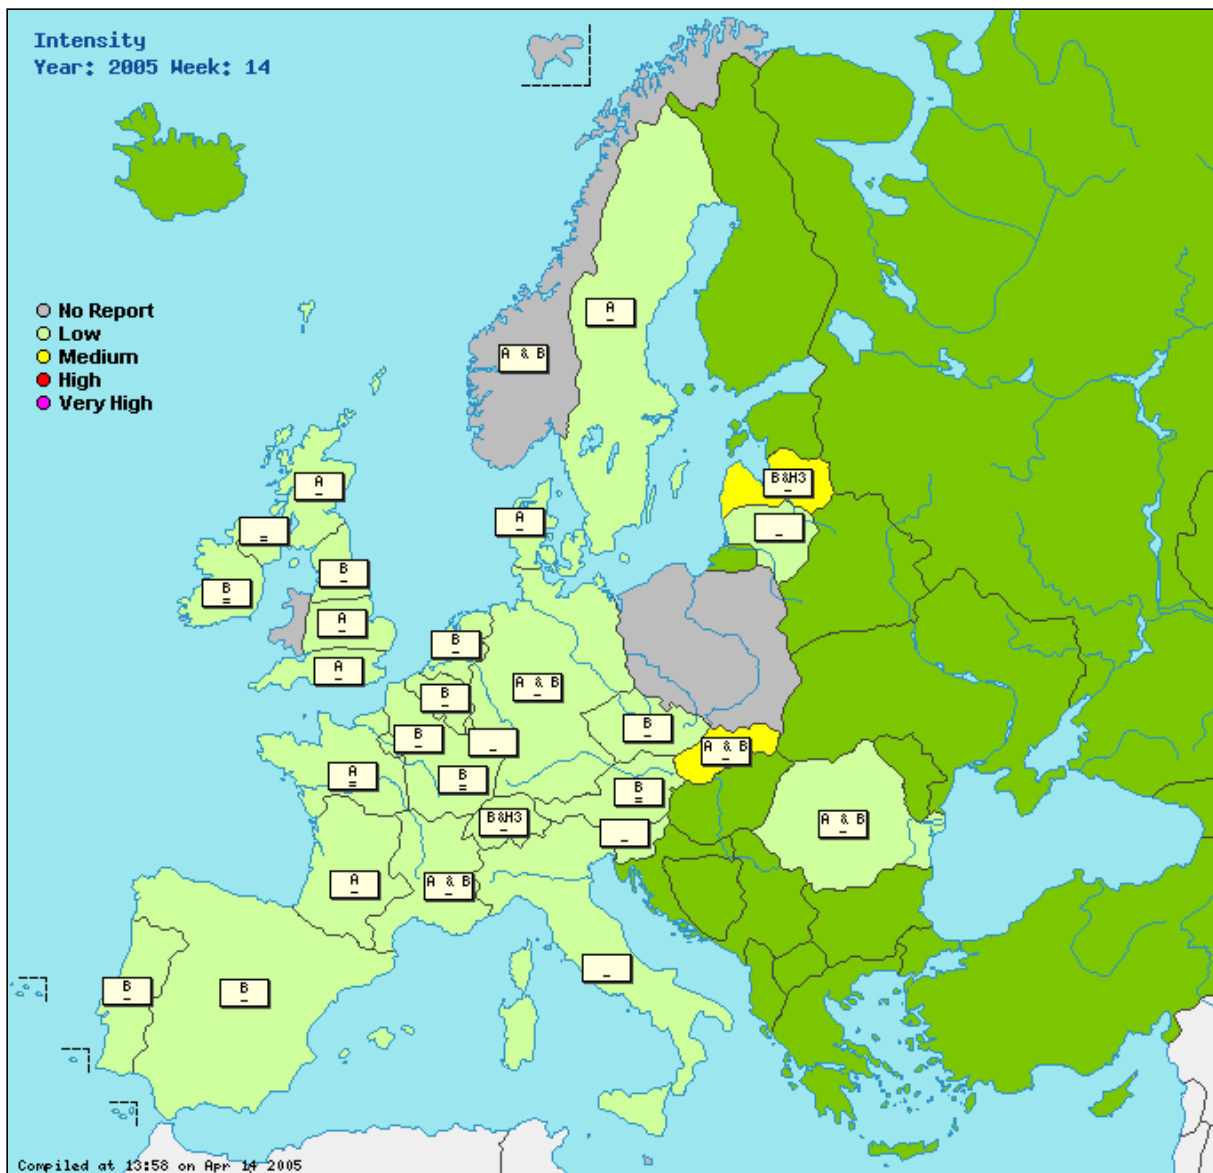 Intensity
Year: 2005 Week: 14
No Report
Low
Medium
High
Very High
A
–
A & B
–
B&H3
–
A
–
A
–
=
–
B
=
B
–
A
–
B
–
A
–
A & B
–
B
–
B
–
B
–
–
A & B
–
A
=
B
=
B
=
B&H3
–
A & B
–
–
A
–
A & B
–
–
B
–
B
–
Compiled at 13:58 on Apr 14 2005